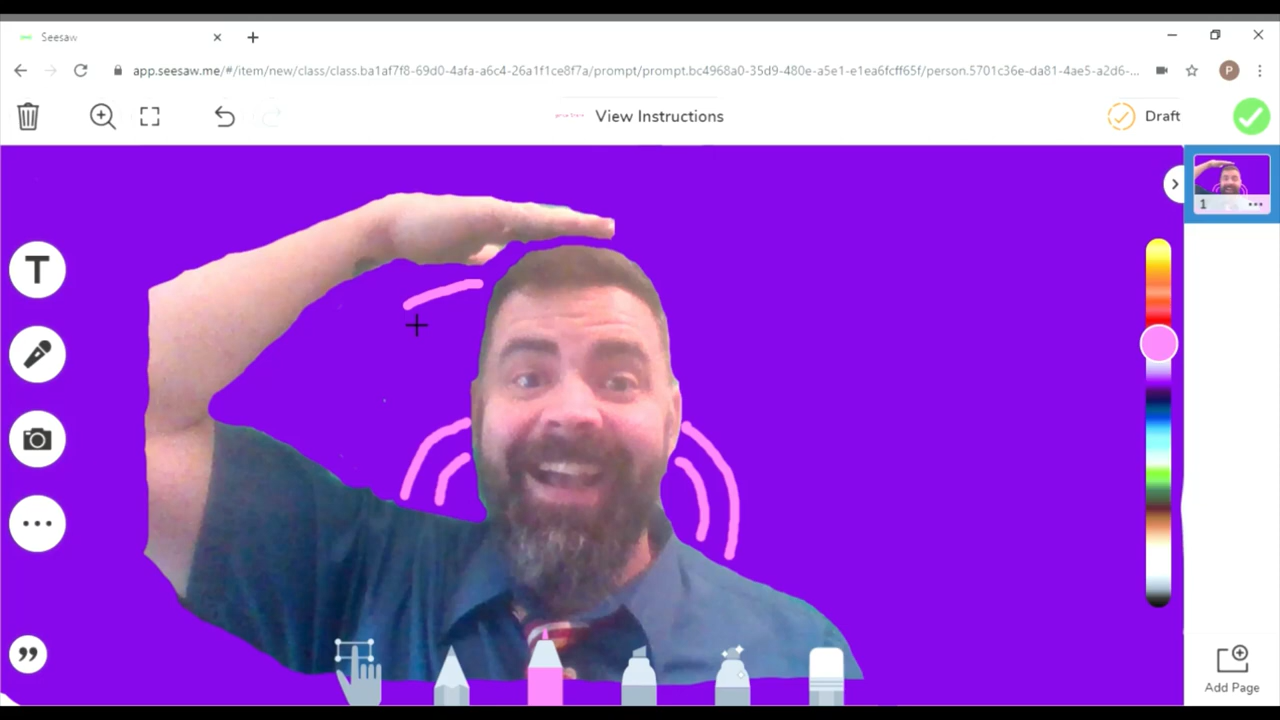 Seesaw
app.seesaw.me/#/item/new/class/class.ba1af7f8-69d0-4afa-a6c4-26a1f1ce8f7a/prompt/prompt.bc4968a0-35d9-480e-a5e1-e1ea6fcff65f/person.5701c36e-da81-4ae5-a2d6-...
P
View Instructions
Draft
1
T
Add Page